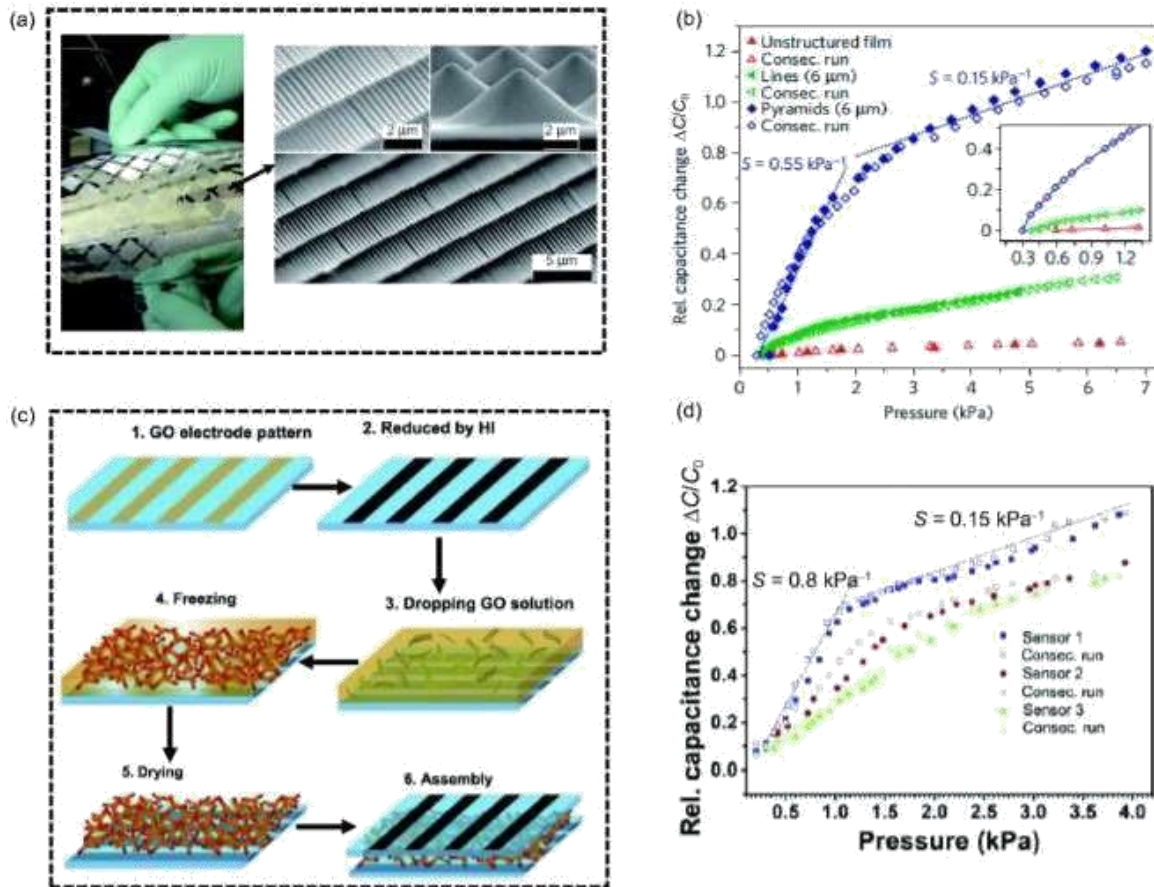 (a)
2 μm
2 μm
5 μm
(b)
Rel. capacitance change ΔC/C₀
1.2
1.0
0.8
0.6
0.4
0.2
0
Unstructured film
Consec. run
Lines (6 μm)
Consec. run
Pyramids (6 μm)
Consec. run
S = 0.15 kPa⁻¹
S = 0.55 kPa⁻¹
0.4
0.2
0
0.3 0.6 0.9 1.2
0 1 2 3 4 5 6 7
Pressure (kPa)
(c)
1. GO electrode pattern
2. Reduced by HI
4. Freezing
3. Dropping GO solution
5. Drying
6. Assembly
(d)
Rel. capacitance change ΔC/C₀
1.2
1.0
0.8
0.6
0.4
0.2
0.0
S = 0.15 kPa⁻¹
S = 0.8 kPa⁻¹
Sensor 1
Consec. run
Sensor 2
Consec. run
Sensor 3
Consec. run
0.5 1.0 1.5 2.0 2.5 3.0 3.5 4.0
Pressure (kPa)